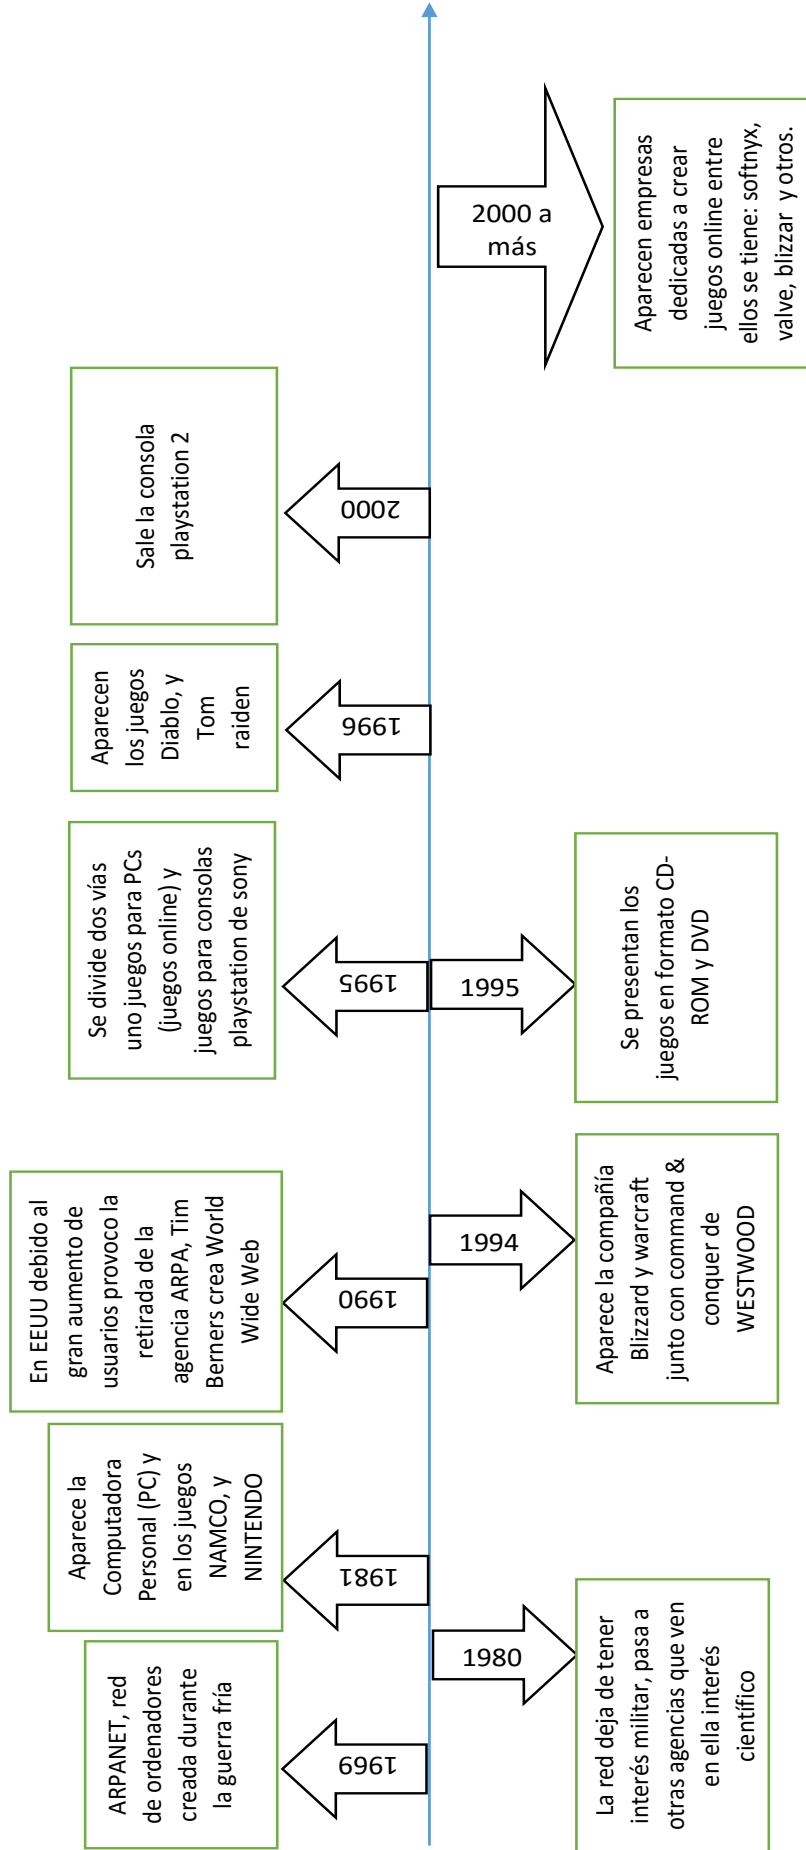 ARPANET, red
de ordenadores
creada durante
la guerra fría
1969
La red deja de tener
interés militar, pasa a
otras agencias que ven
en ella interés
científico
1980
Aparece la
Computadora
Personal (PC) y
en los juegos
NAMCO, y
NINTENDO
1981
En EEUU debido al
gran aumento de
usuarios provoco la
retirada de la
agencia ARPA, Tim
Berners crea World
Wide Web
1990
Aparece la compañía
Blizzard y warcraft
junto con command &
conquer de
WESTWOOD
1994
Se divide dos vías
uno juegos para PCs
(juegos online) y
juegos para consolas
playstation de sony
1995
1995
Se presentan los
juegos en formato CD-
ROM y DVD
Aparecen
los juegos
Diablo, y
Tom
raiden
1996
Sale la consola
playstation 2
2000
2000 a
más
Aparecen empresas
dedicadas a crear
juegos online entre
ellos se tiene: softnyx,
valve, blizzar y otros.